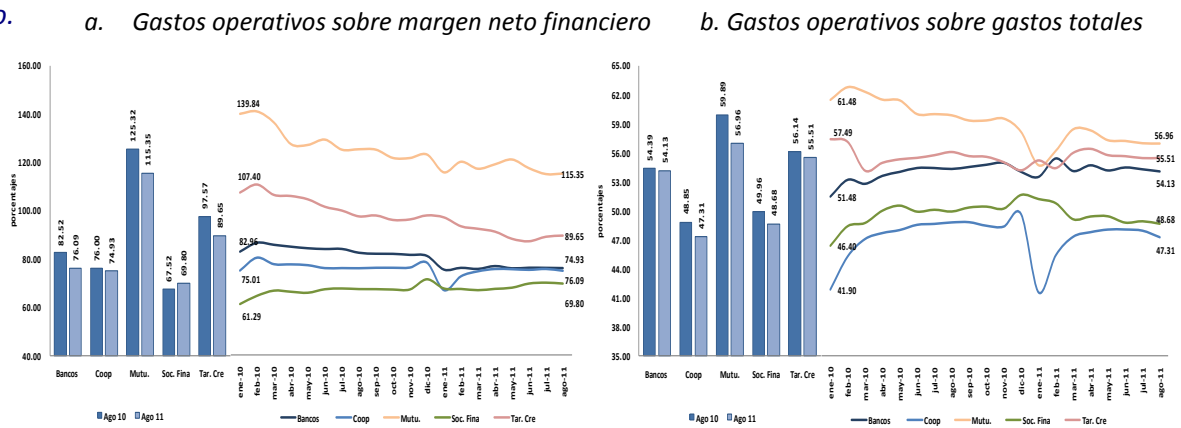 o.
a. Gastos operativos sobre margen neto financiero
b. Gastos operativos sobre gastos totales
porcentajes
160.00
140.00
120.00
100.00
80.00
60.00
40.00
82.52
76.09
76.00
74.93
125.32
115.35
67.52
69.80
97.57
89.65
Bancos
Coop
Mutu.
Soc. Fina
Tar. Cre
Ago 10
Ago 11
139.84
107.40
82.96
75.01
61.29
115.35
89.65
74.93
76.09
69.80
ene-10
feb-10
mar-10
abr-10
may-10
jun-10
jul-10
ago-10
sep-10
oct-10
nov-10
dic-10
ene-11
feb-11
mar-11
abr-11
may-11
jun-11
jul-11
ago-11
Bancos
Coop
Mutu.
Soc. Fina
Tar. Cre
porcentajes
65.00
62.00
59.00
56.00
53.00
50.00
47.00
44.00
41.00
38.00
35.00
54.39
54.13
48.85
47.31
59.89
56.96
49.96
48.68
56.14
55.51
Bancos
Coop
Mutu.
Soc. Fina
Tar. Cre
Ago 10
Ago 11
61.48
57.49
51.48
46.40
41.90
56.96
55.51
54.13
48.68
47.31
ene-10
feb-10
mar-10
abr-10
may-10
jun-10
jul-10
ago-10
sep-10
oct-10
nov-10
dic-10
ene-11
feb-11
mar-11
abr-11
may-11
jun-11
jul-11
ago-11
Bancos
Coop
Mutu.
Soc. Fina
Tar. Cre